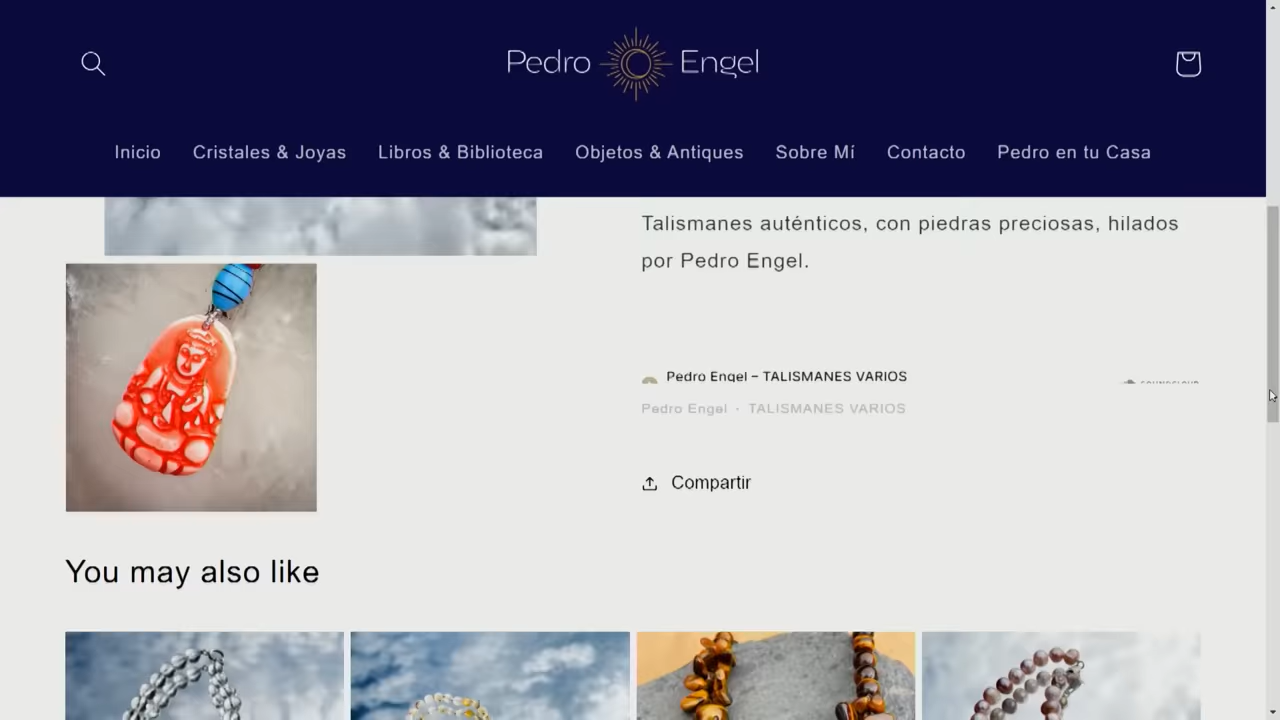 Pedro Engel
Inicio
Cristales & Joyas
Libros & Biblioteca
Objetos & Antiques
Sobre Mí
Contacto
Pedro en tu Casa
Talismanes auténticos, con piedras preciosas, hilados
por Pedro Engel.
Pedro Engel – TALISMANES VARIOS
Pedro Engel · TALISMANES VARIOS
Compartir
You may also like